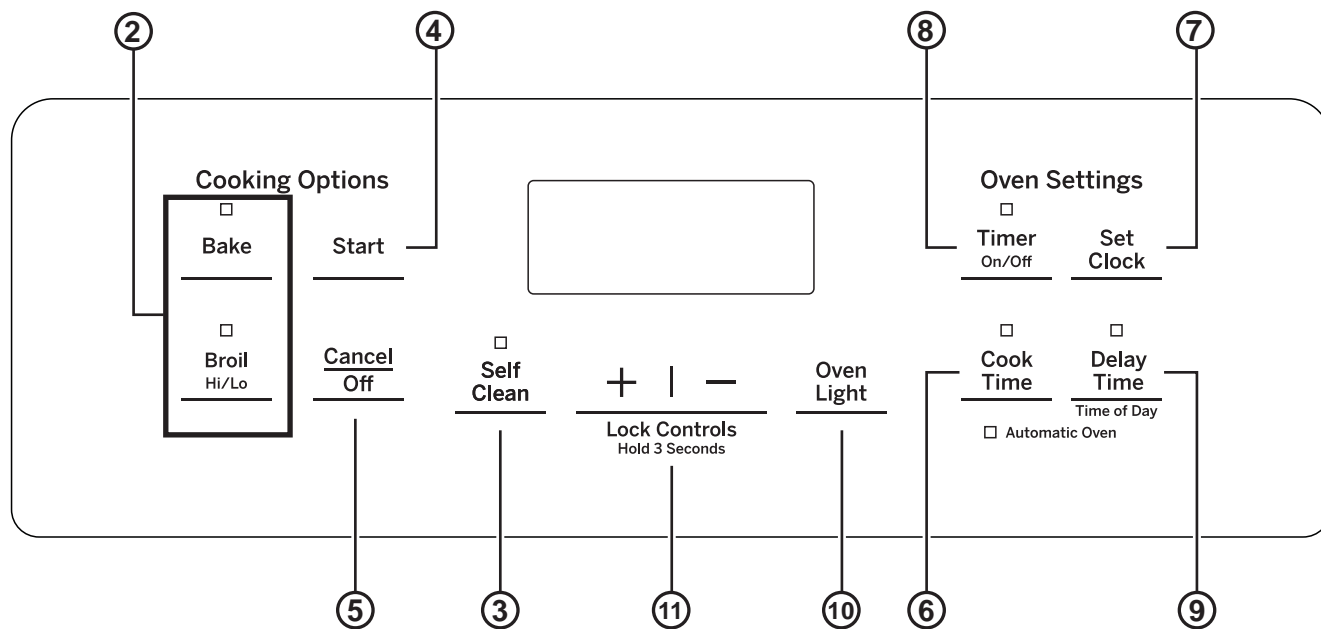 2
4
8
7
Cooking Options
Oven Settings
Bake
Start
Timer
On/Off
Set
Clock
Broil
Hi/Lo
Cancel
Off
Self
Clean
+ | −
Lock Controls
Hold 3 Seconds
Oven
Light
Cook
Time
Delay
Time
Time of Day
Automatic Oven
5
3
11
10
6
9